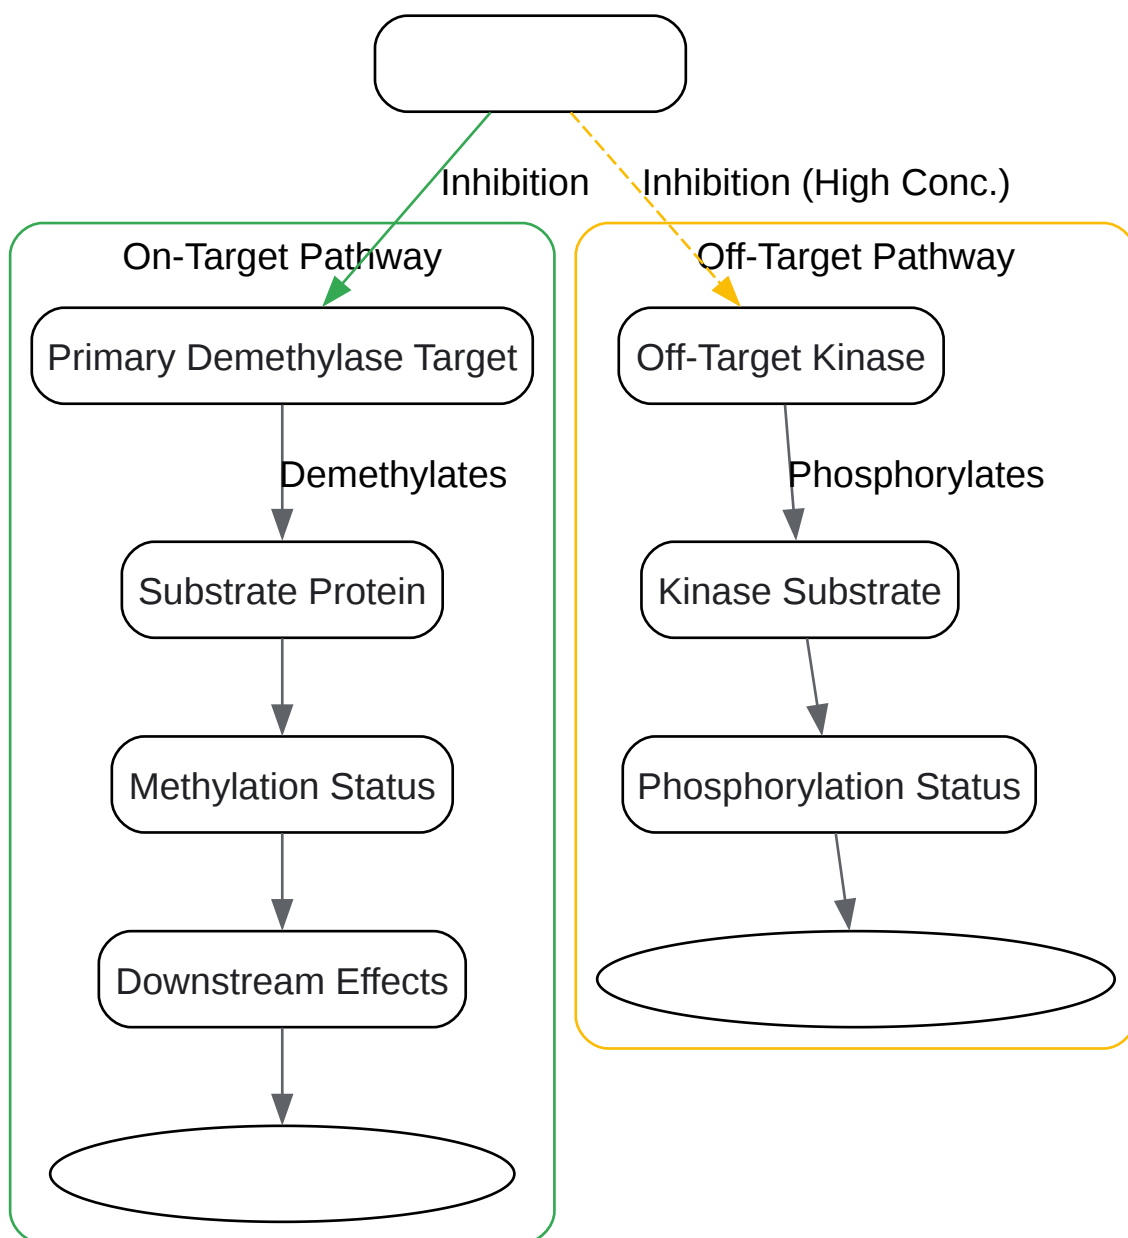 Inhibition
Inhibition (High Conc.)
On-Target Pathway
Off-Target Pathway
Primary Demethylase Target
Off-Target Kinase
Demethylates
Phosphorylates
Substrate Protein
Kinase Substrate
Methylation Status
Phosphorylation Status
Downstream Effects